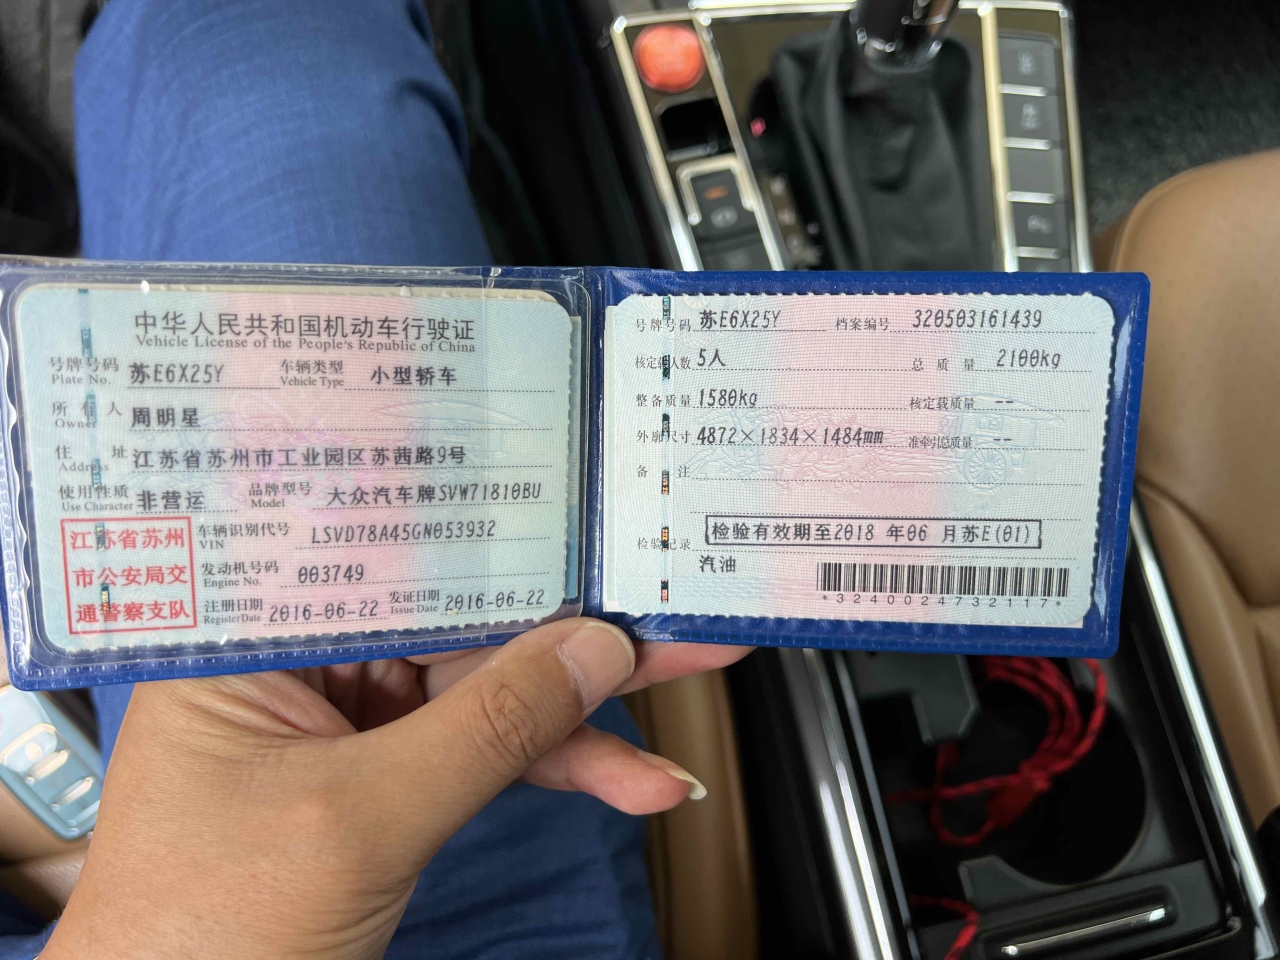 中华人民共和国机动车行驶证
Vehicle License of the People's Republic of China
号牌号码 苏E6X25Y 车辆类型 小型轿车
Plate No. Vehicle Type
所有人 周明星
Owner
住址 江苏省苏州市工业园区苏茜路9号
Address
使用性质 非营运 品牌型号 大众汽车牌SVW71810BU
Use Character Model
江苏省苏州
市公安局交
通警察支队
车辆识别代号 LSVD78A45GN053932
VIN
发动机号码 003749
Engine No.
注册日期 2016-06-22 发证日期 2016-06-22
Register Date Issue Date
号牌号码 苏E6X25Y 档案编号 320503161439
核定载人数 5人 总质量 2100kg
整备质量 1580kg 核定载质量 --
外廓尺寸 4872×1834×1484mm 准牵引总质量 --
备注
检验记录 检验有效期至2018 年06 月苏E(01)
汽油
*3240024732117*